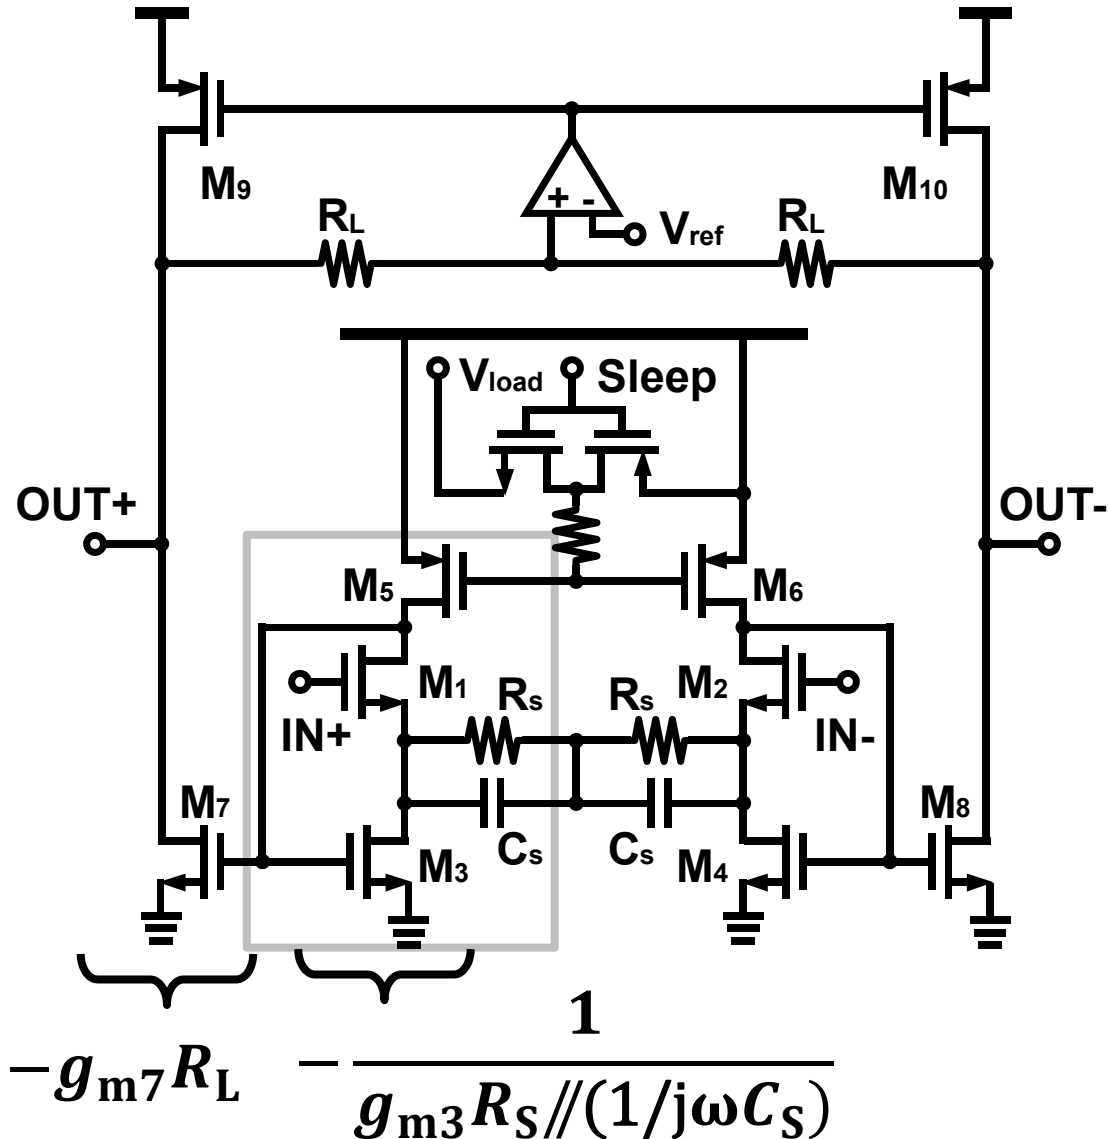 M9
M10
+ -
RL
RL
Vref
Vload
Sleep
OUT+
OUT-
M5
M6
M1
Rs
Rs
M2
IN+
IN-
M7
M8
Cs
Cs
M3
M4
−gm7RL
− 1 / gm3RS//(1/jωCS)